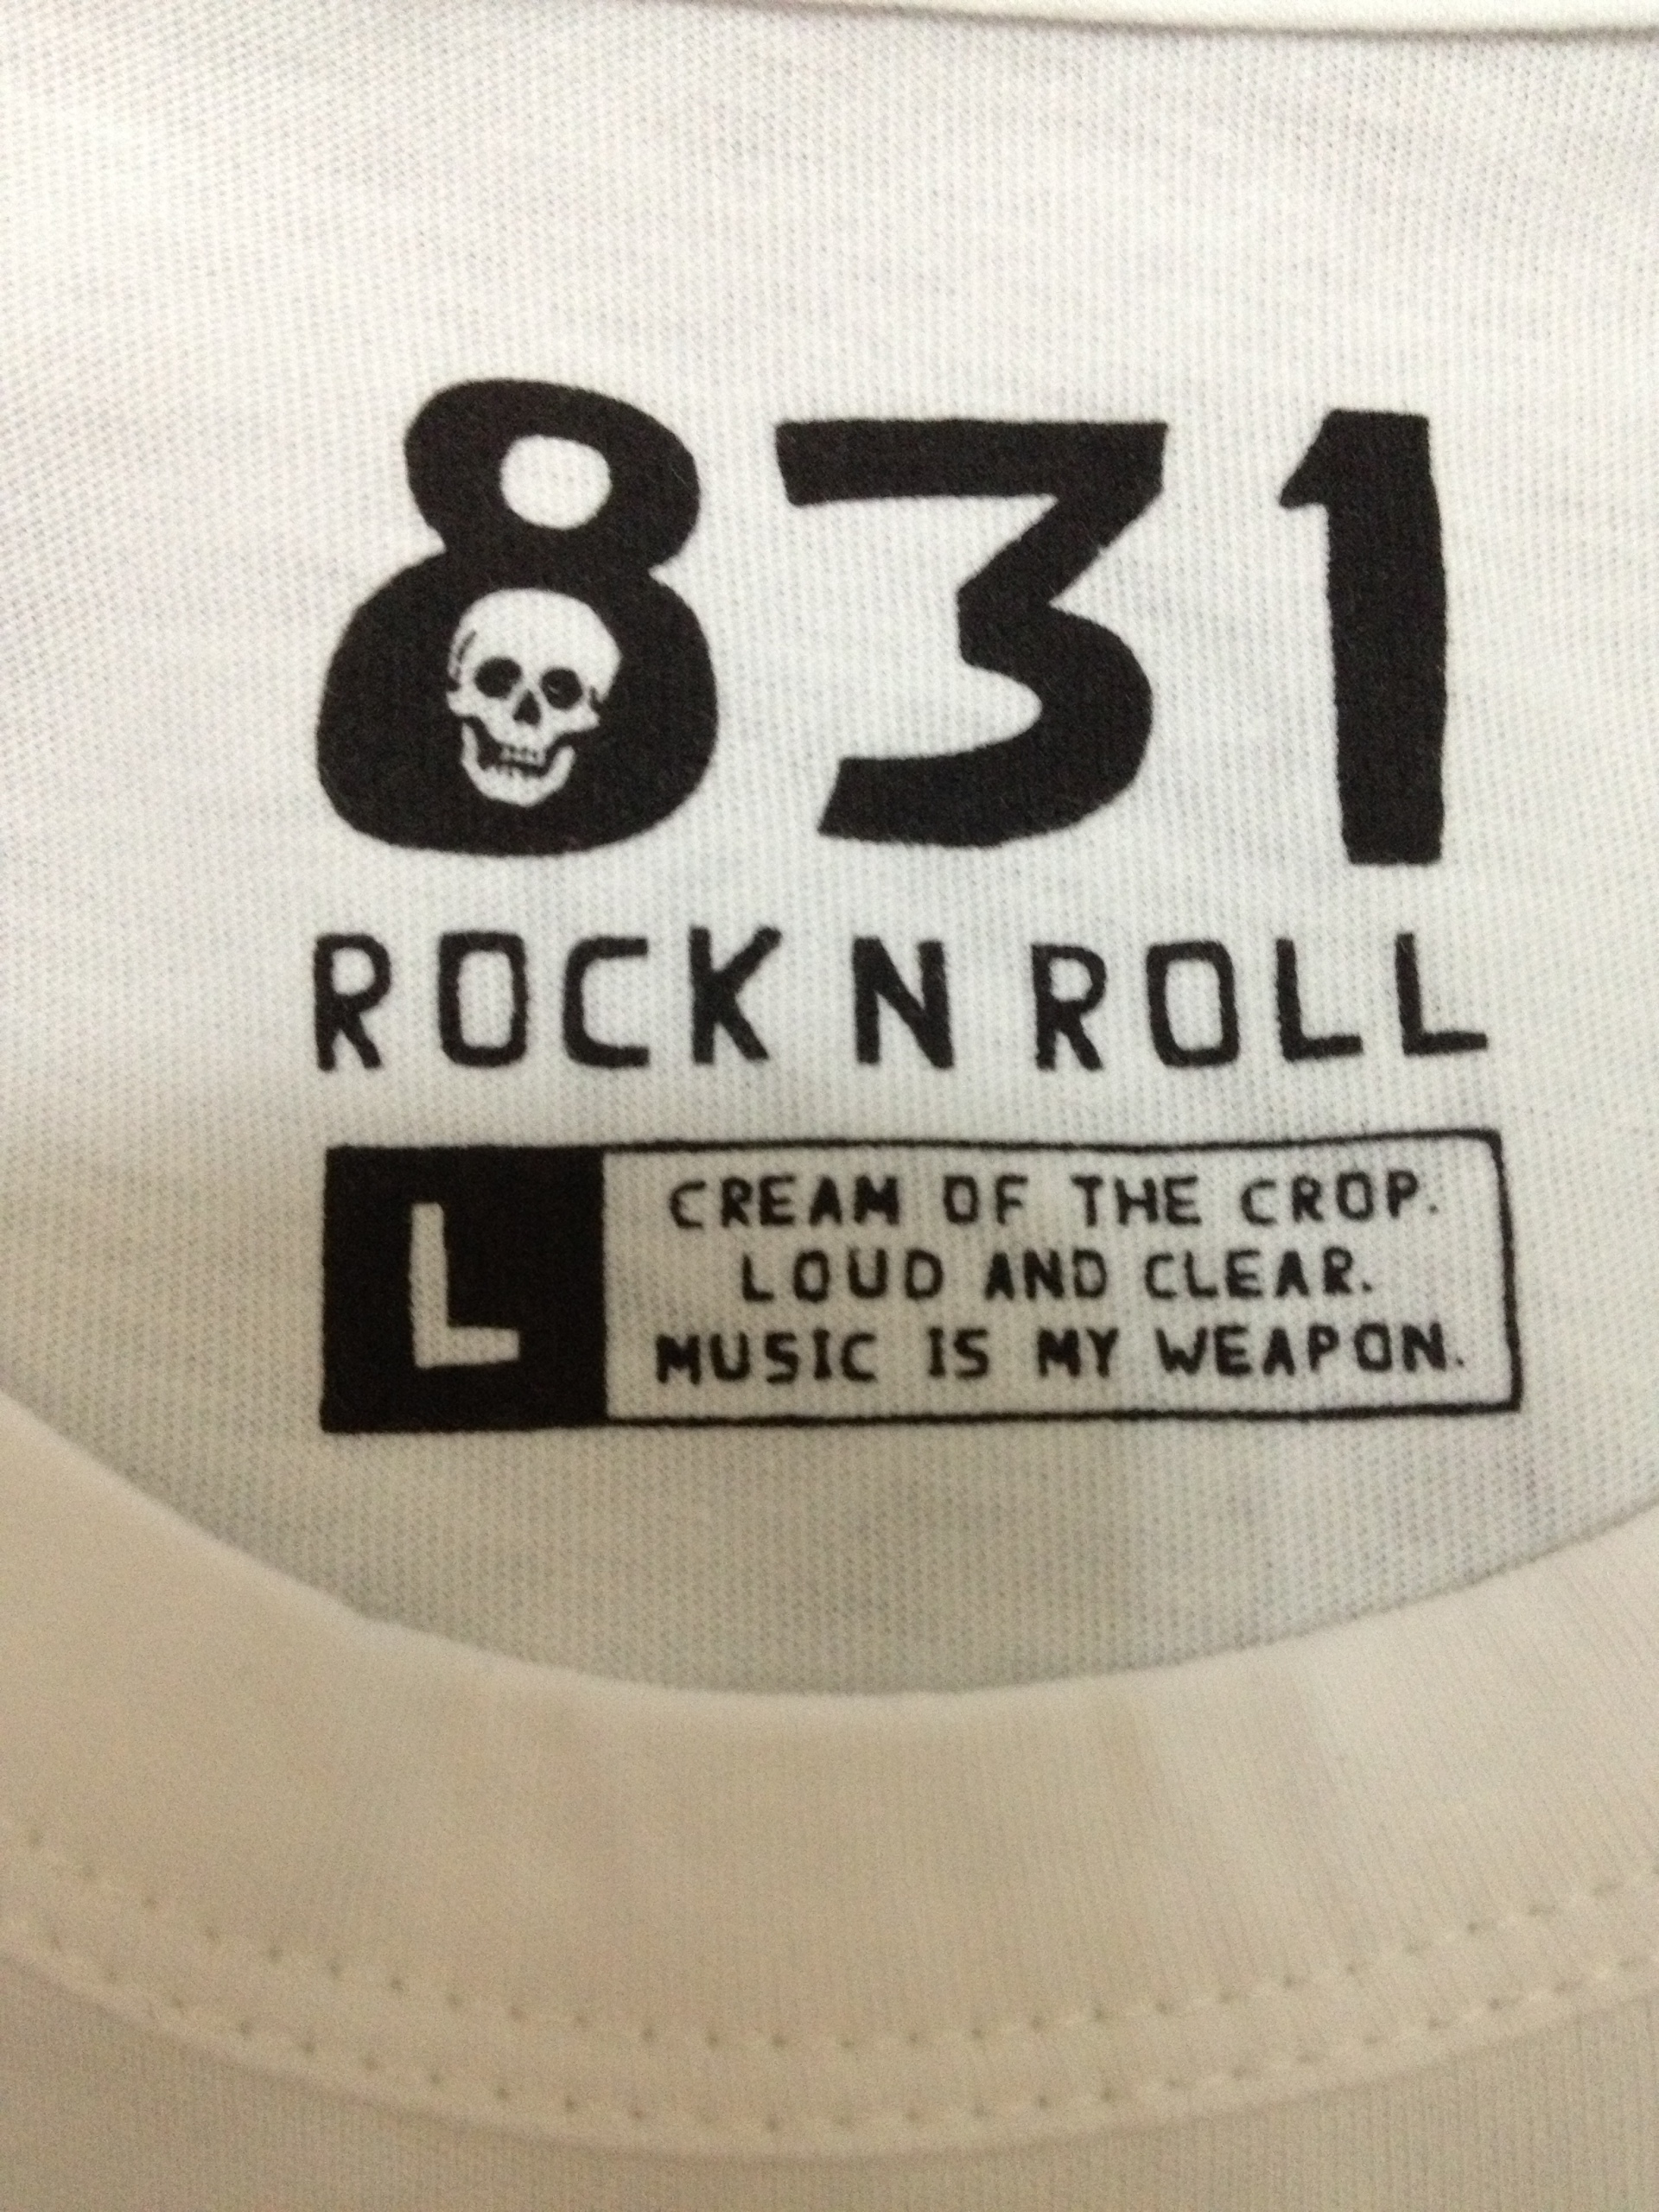 831
ROCK N ROLL
L
CREAM OF THE CROP.
LOUD AND CLEAR.
MUSIC IS MY WEAPON.